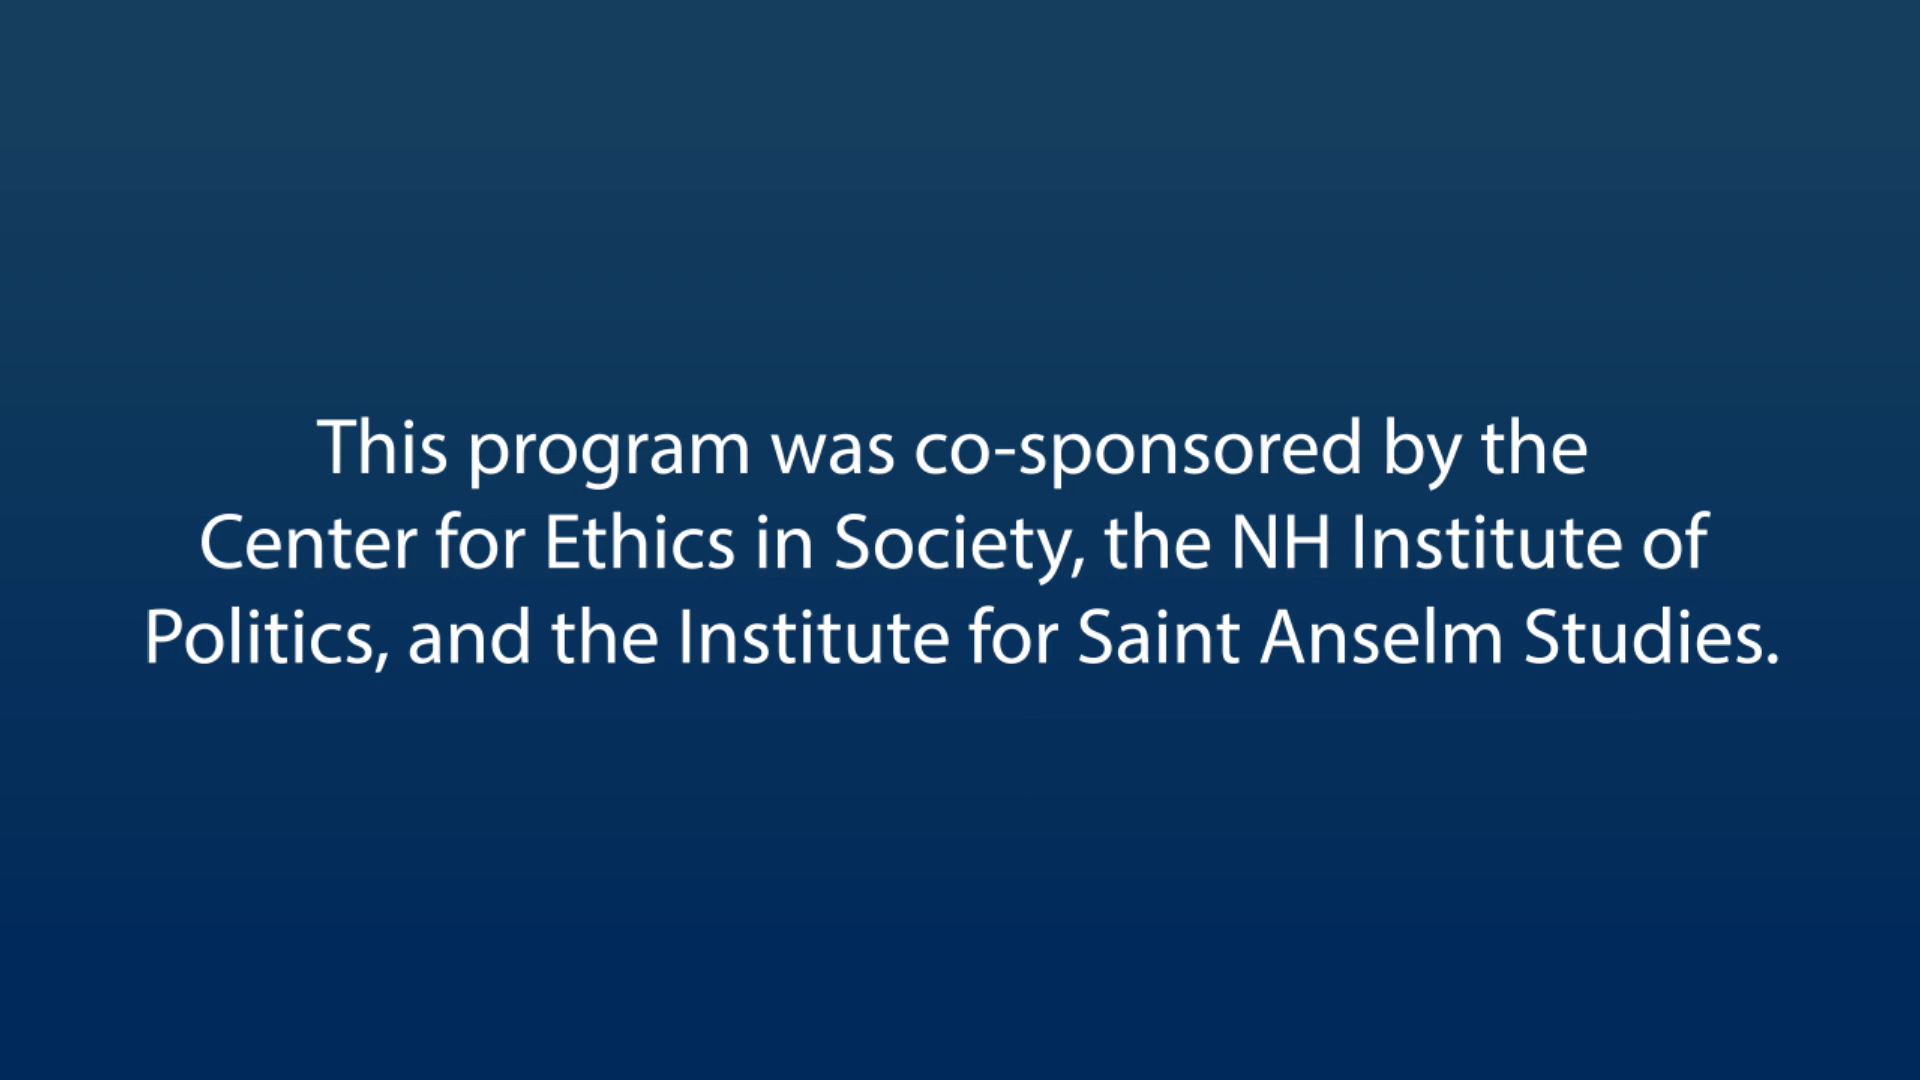 This program was co-sponsored by the
Center for Ethics in Society, the NH Institute of
Politics, and the Institute for Saint Anselm Studies.